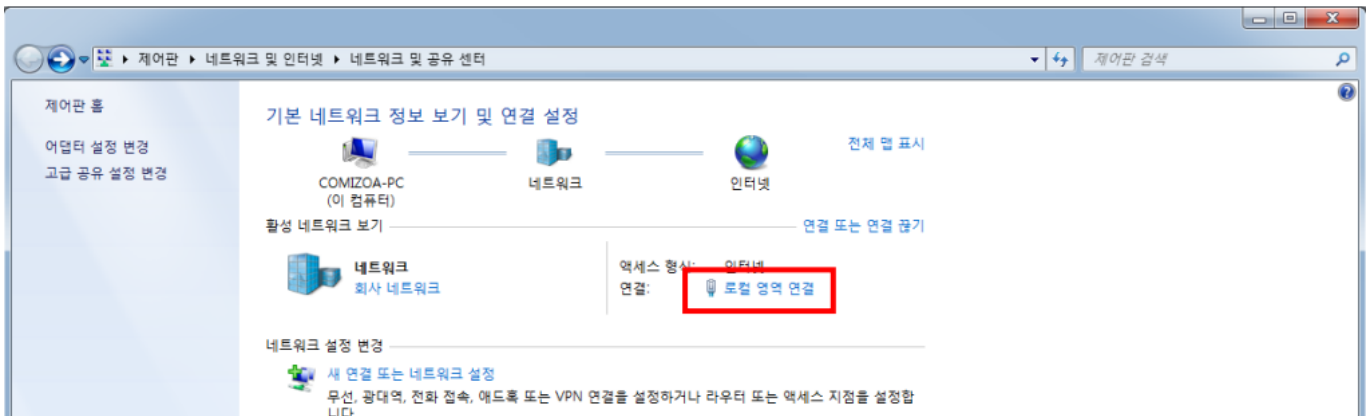 제어판 ▸ 네트워크 및 인터넷 ▸ 네트워크 및 공유 센터
제어판 검색
제어판 홈
어댑터 설정 변경
고급 공유 설정 변경
기본 네트워크 정보 보기 및 연결 설정
전체 맵 표시
COMIZOA-PC
(이 컴퓨터)
네트워크
인터넷
활성 네트워크 보기
연결 또는 연결 끊기
네트워크
회사 네트워크
액세스 형식: 인터넷
연결: 로컬 영역 연결
네트워크 설정 변경
새 연결 또는 네트워크 설정
무선, 광대역, 전화 접속, 애드혹 또는 VPN 연결을 설정하거나 라우터 또는 액세스 지점을 설정합
니다.